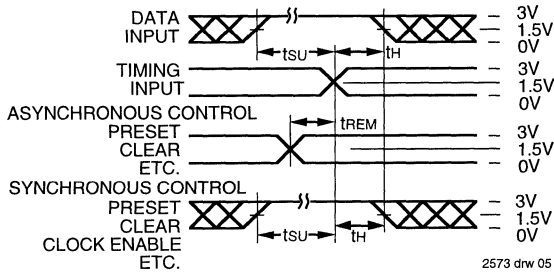 DATA INPUT
3V
1.5V
0V
tSU
tH
TIMING INPUT
3V
1.5V
0V
ASYNCHRONOUS CONTROL
tREM
PRESET
CLEAR
ETC.
3V
1.5V
0V
SYNCHRONOUS CONTROL
PRESET
CLEAR
CLOCK ENABLE
ETC.
3V
1.5V
0V
tSU
tH
2573 drw 05